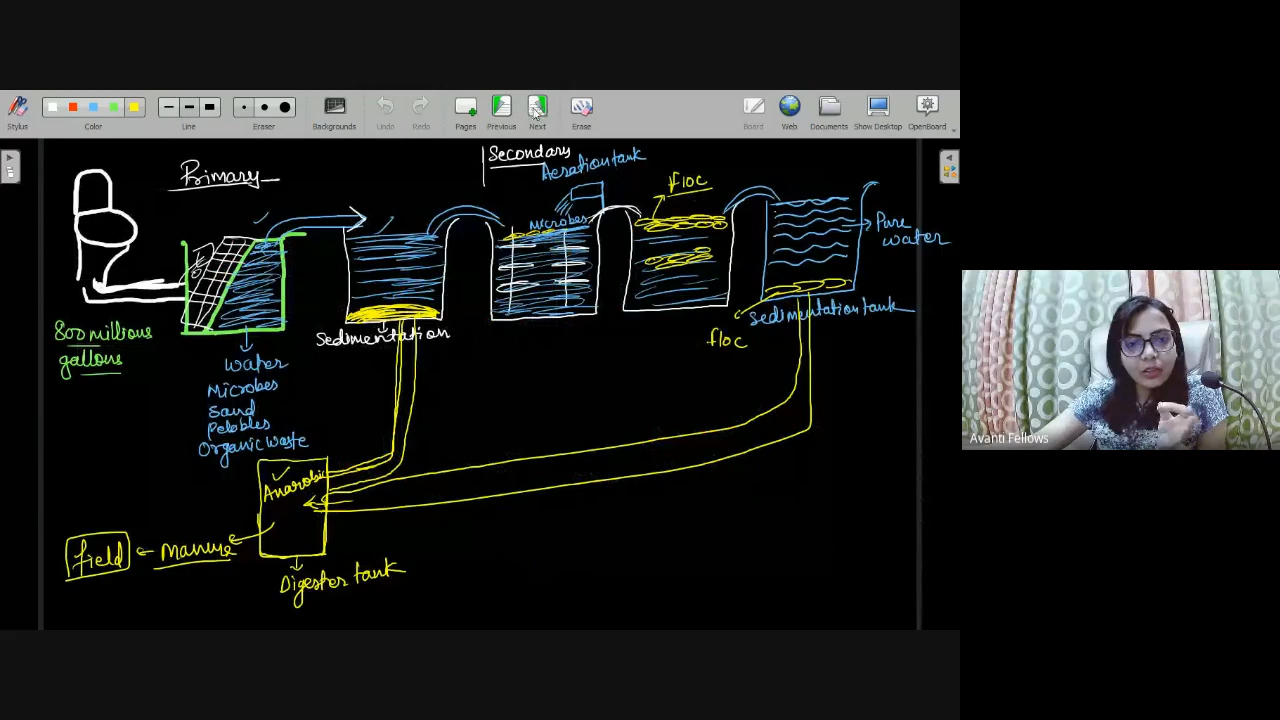 Stylus
Color
Line
Eraser
Backgrounds
Undo
Redo
Pages
Previous
Next
Erase
Board
Web
Documents
Show Desktop
OpenBoard
Primary
Secondary
Aeration tank
Floc
Microbes
Pure
water
800 millions
gallons
Sedimentation
Sedimentation tank
floc
Water
Microbes
Sand
Pebbles
Organic waste
Anarobic
field
Manure
Digester tank
Avanti Fellows